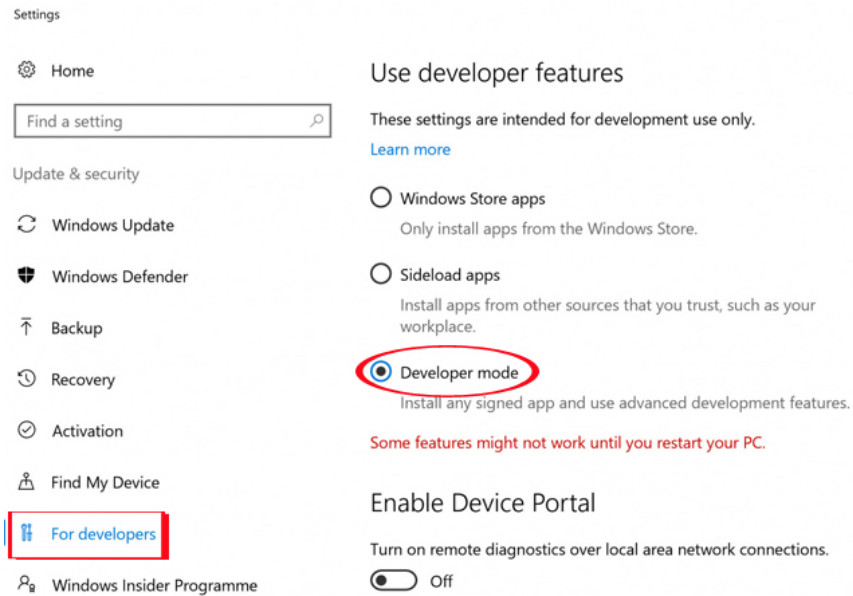 Settings
Home
Find a setting
Update & security
Windows Update
Windows Defender
Backup
Recovery
Activation
Find My Device
For developers
Windows Insider Programme
Use developer features
These settings are intended for development use only.
Learn more
Windows Store apps
Only install apps from the Windows Store.
Sideload apps
Install apps from other sources that you trust, such as your
workplace.
Developer mode
Install any signed app and use advanced development features.
Some features might not work until you restart your PC.
Enable Device Portal
Turn on remote diagnostics over local area network connections.
Off